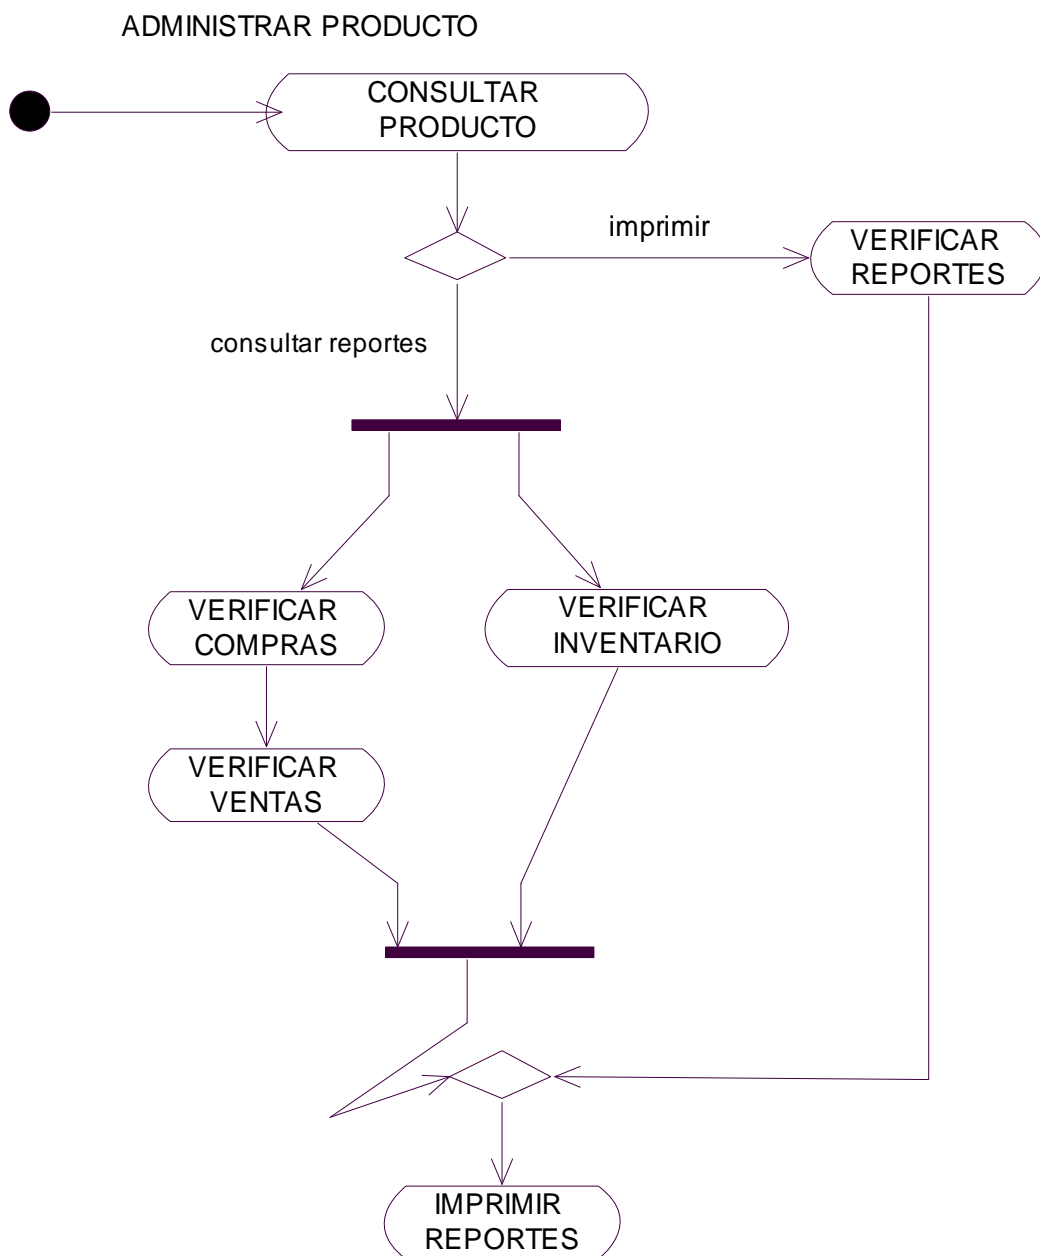 ADMINISTRAR PRODUCTO
CONSULTAR
PRODUCTO
imprimir
VERIFICAR
REPORTES
consultar reportes
VERIFICAR
COMPRAS
VERIFICAR
INVENTARIO
VERIFICAR
VENTAS
IMPRIMIR
REPORTES